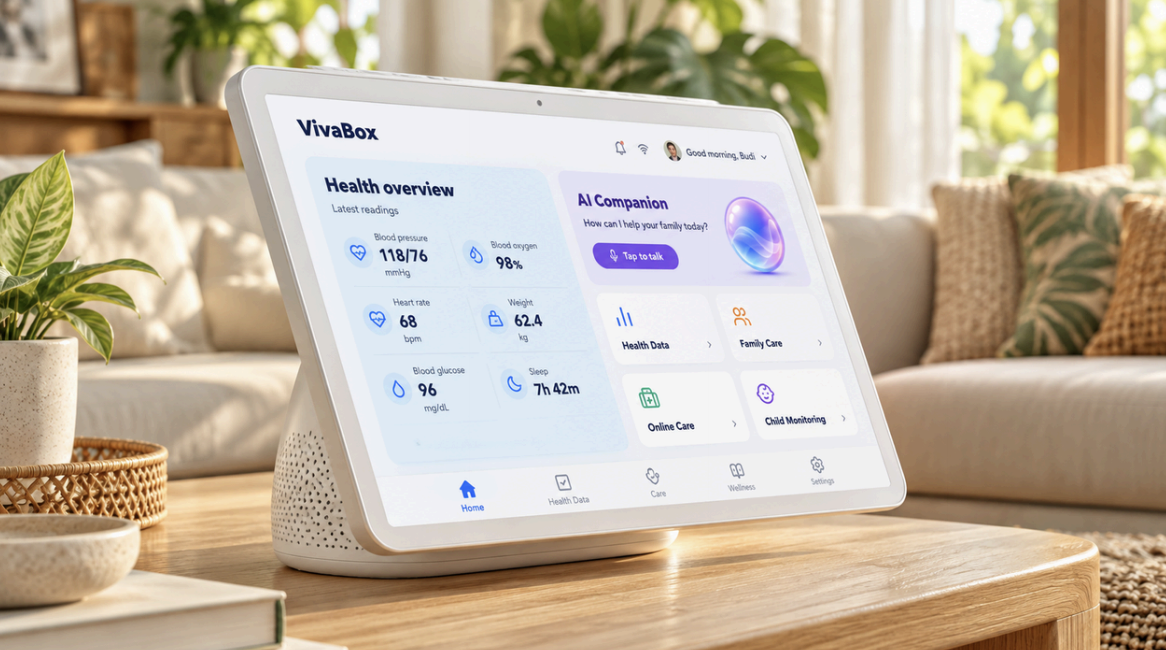 VivaBox
Good morning, Budi
Health overview
Latest readings
Blood pressure
118/76
mmHg
Blood oxygen
98%
Heart rate
68
bpm
Weight
62.4
kg
Blood glucose
96
mg/dL
Sleep
7h 42m
AI Companion
How can I help your family today?
Tap to talk
Health Data
Family Care
Online Care
Child Monitoring
Home
Health Data
Care
Wellness
Settings